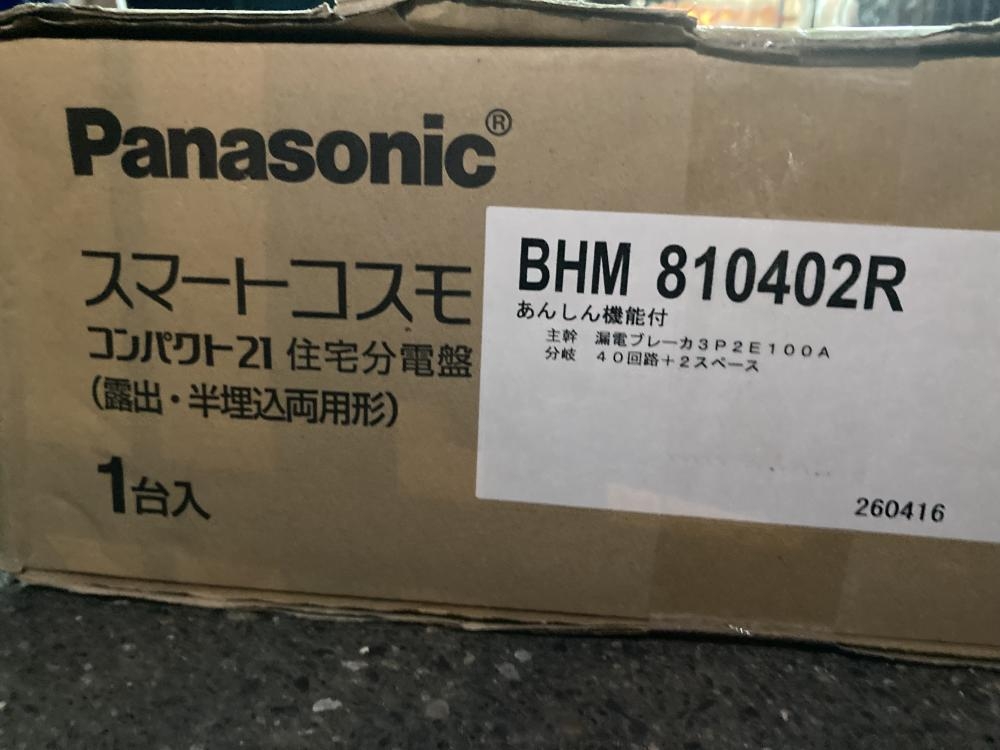 Panasonic®
スマートコスモ
コンパクト21 住宅分電盤
(露出・半埋込両用形)
1台入
BHM 810402R
あんしん機能付
主幹 漏電ブレーカ3P2E100A
分岐 40回路+2スペース
260416